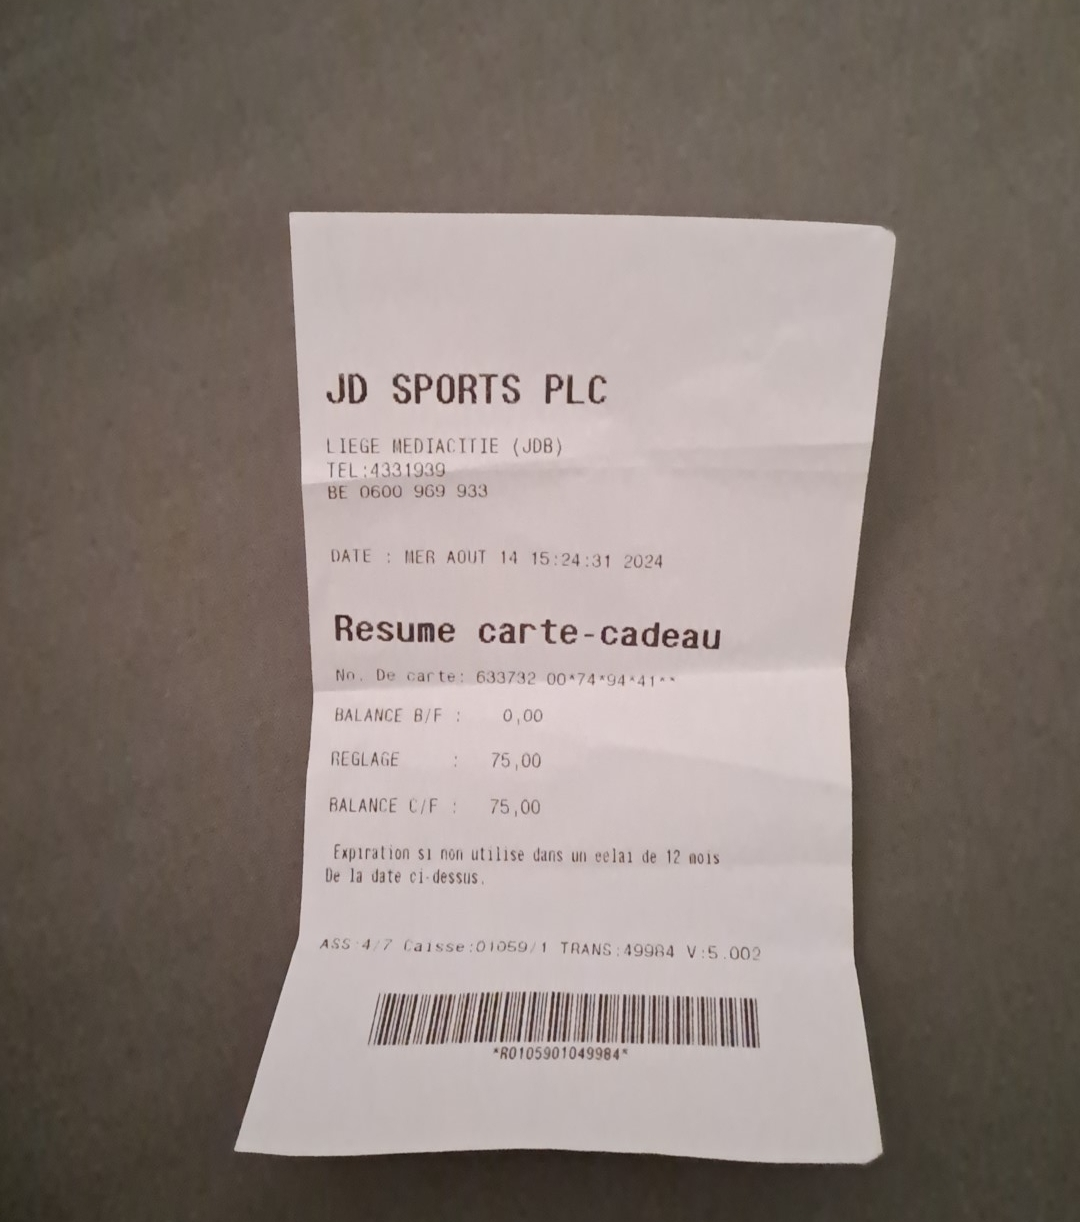 JD SPORTS PLC
LIEGE MEDIACITIE (JDB)
TEL:4331939
BE 0600 969 933
DATE : MER AOUT 14 15:24:31 2024
Resume carte-cadeau
No. De carte: 633732 00*74*94*41**
BALANCE B/F : 0,00
REGLAGE : 75,00
BALANCE C/F : 75,00
Expiration si non utilise dans un eelai de 12 mois
De la date ci-dessus.
ASS:4/7 Caisse:01059/1 TRANS:49984 V:5.002
*R0105901049984*